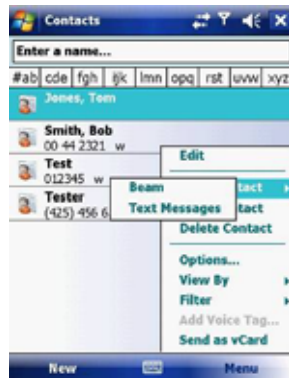 Contacts
Enter a name...
#ab cde fgh ijk lmn opq rst uvw xyz
Jones, Tom
Smith, Bob
00 44 2321 w
Test
012345 w
Tester
(425) 456 6
Edit
tact
Beam
Text Messages
tact
Delete Contact
Options...
View By
Filter
Add Voice Tag...
Send as vCard
New
Menu